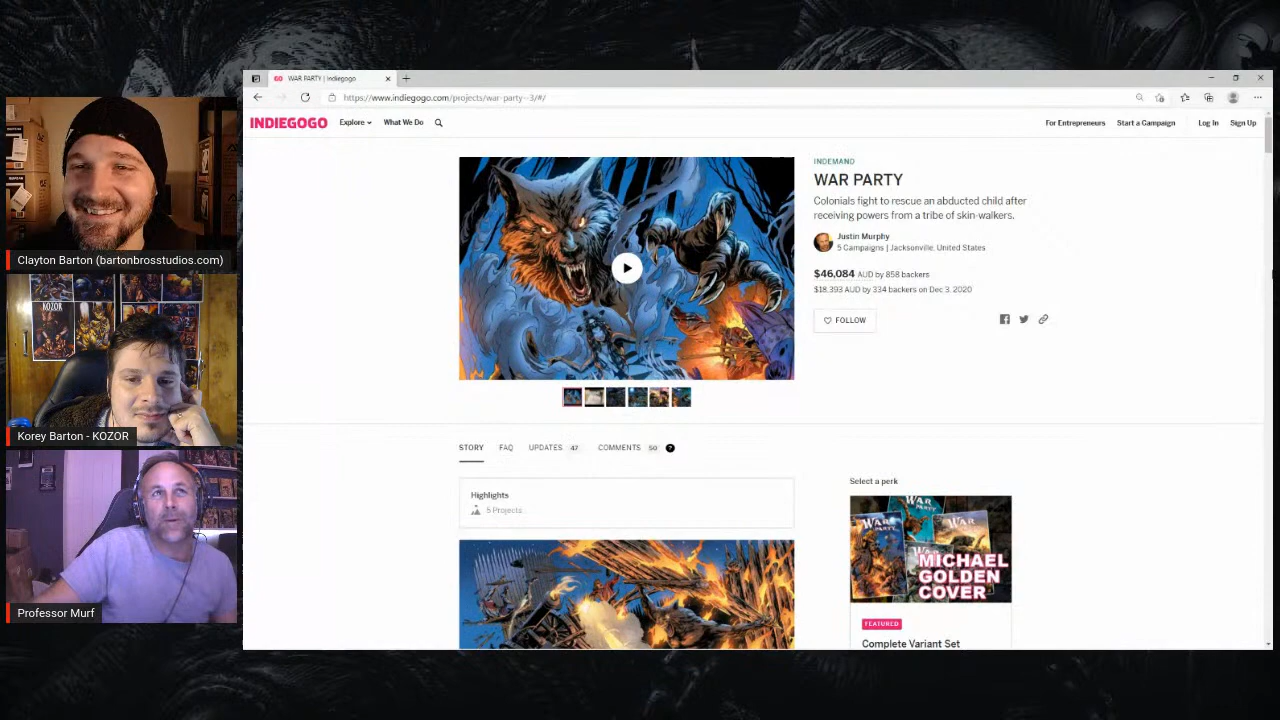 WAR PARTY | Indiegogo
https://www.indiegogo.com/projects/war-party--3/#/
INDIEGOGO
Explore
What We Do
For Entrepreneurs
Start a Campaign
Log In
Sign Up
INDEMAND
WAR PARTY
Colonials fight to rescue an abducted child after
receiving powers from a tribe of skin-walkers.
Justin Murphy
5 Campaigns | Jacksonville, United States
$46,084 AUD by 858 backers
$18,393 AUD by 334 backers on Dec 3, 2020
FOLLOW
STORY
FAQ
UPDATES 47
COMMENTS 50 ?
Highlights
5 Projects
Select a perk
WAR
PARTY
WAR
PARTY
WAR
MICHAEL
GOLDEN
COVER
FEATURED
Complete Variant Set
Clayton Barton (bartonbrosstudios.com)
KOZOR
Korey Barton - KOZOR
Professor Murf